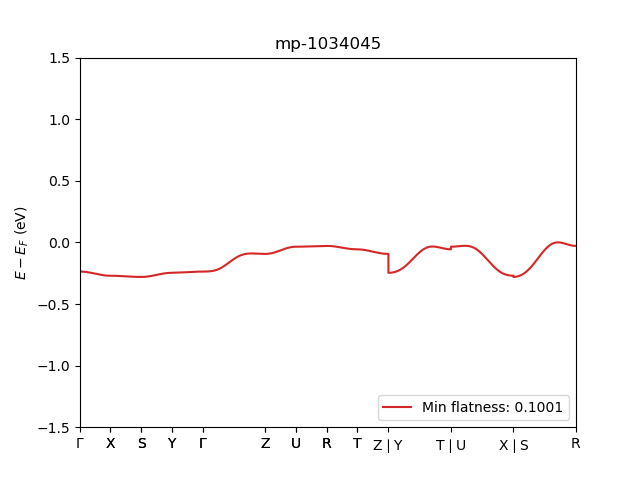 mp-1034045
E − E_F (eV)
1.5
1.0
0.5
0.0
−0.5
−1.0
−1.5
Min flatness: 0.1001
Γ X S Y Γ Z U R T Z | Y T | U X | S R